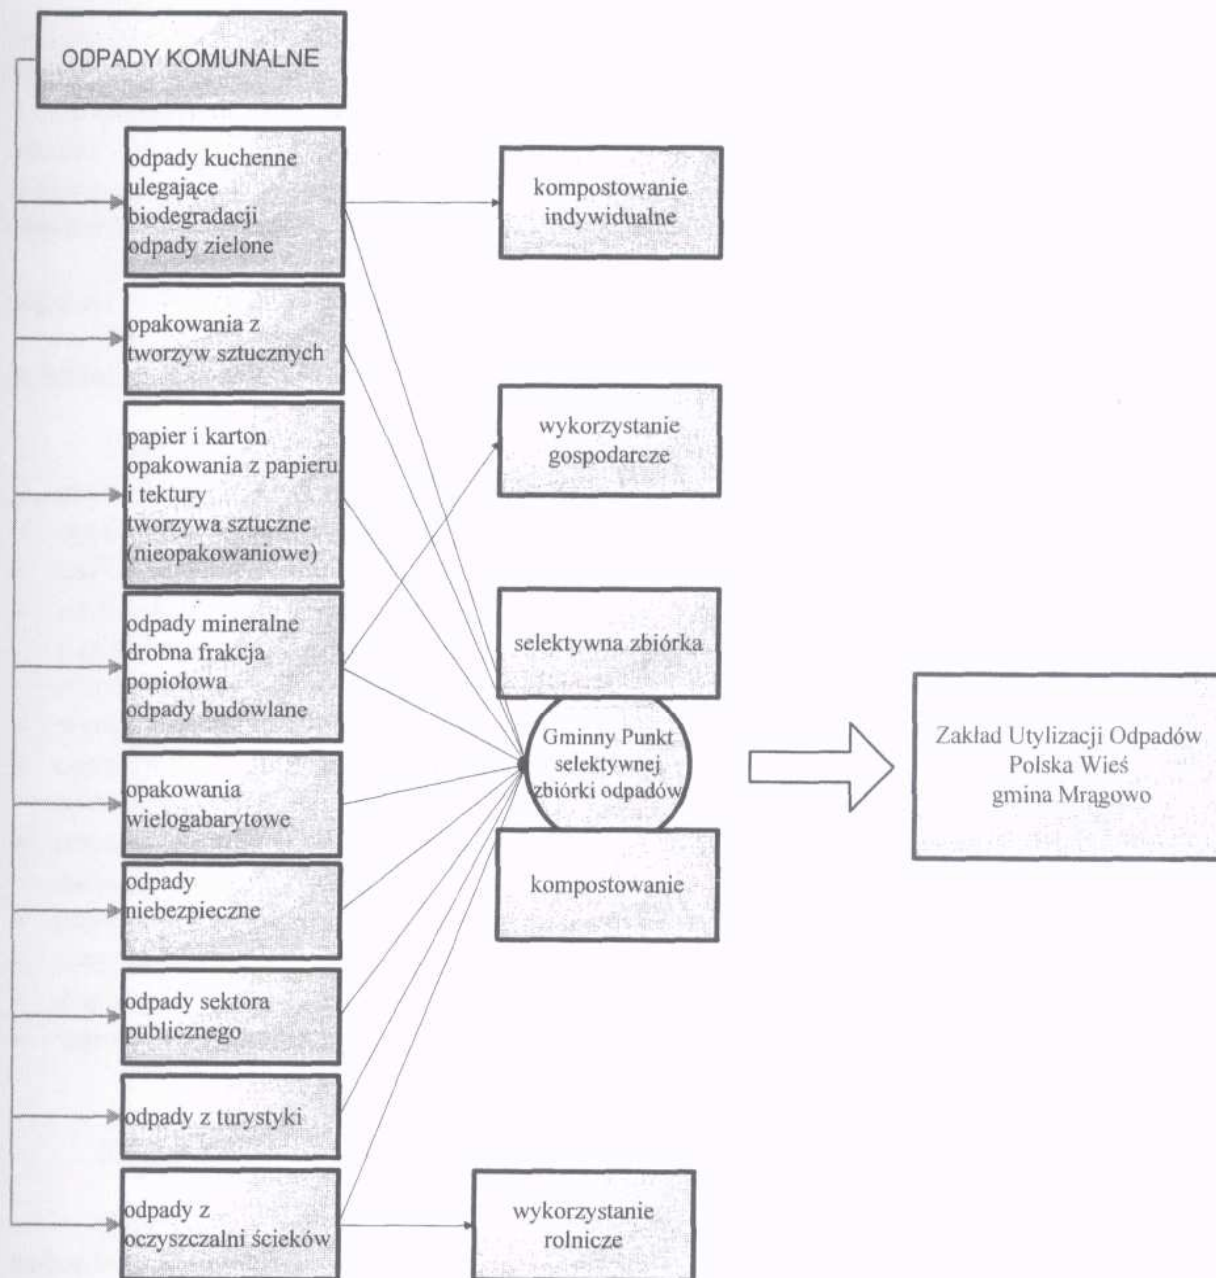 ODPADY KOMUNALNE
odpady kuchenne
ulegające
biodegradacji
odpady zielone
kompostowanie
indywidualne
opakowania z
tworzyw sztucznych
papier i karton
opakowania z papieru
i tektury
tworzywa sztuczne
(nieopakowaniowe)
wykorzystanie
gospodarcze
odpady mineralne
drobna frakcja
popiołowa
odpady budowlane
selektywna zbiórka
Gminny Punkt
selektywnej
zbiórki odpadów
kompostowanie
Zakład Utylizacji Odpadów
Polska Wieś
gmina Mrągowo
opakowania
wielogabarytowe
odpady
niebezpieczne
odpady sektora
publicznego
odpady z turystyki
odpady z
oczyszczalni ścieków
wykorzystanie
rolnicze